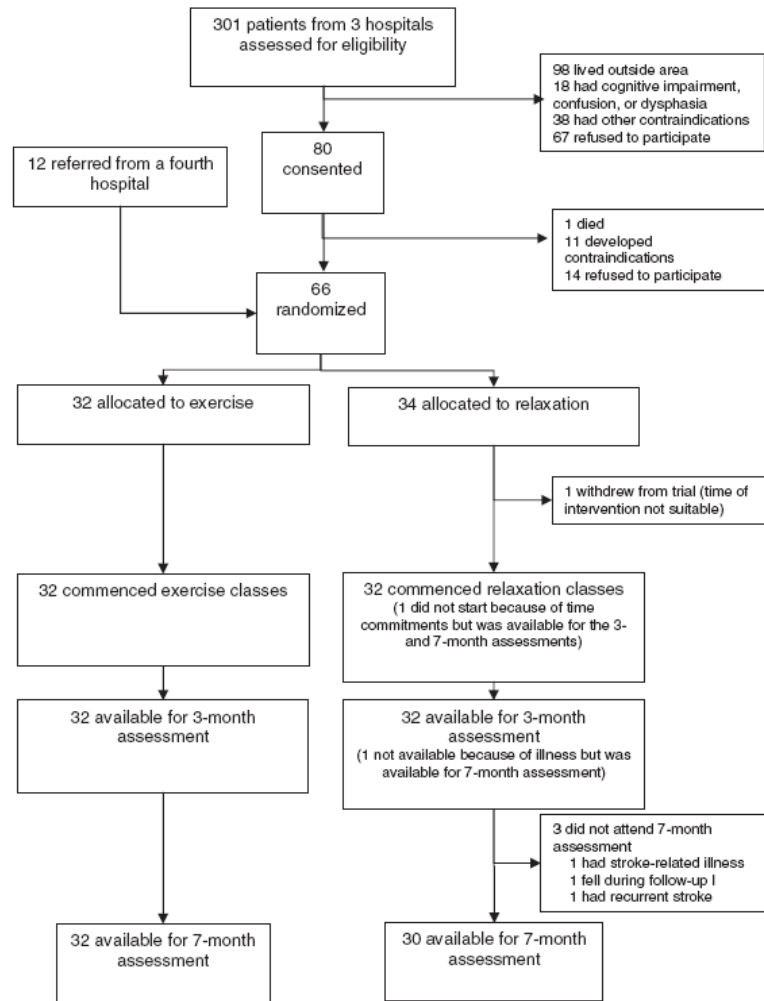 301 patients from 3 hospitals
assessed for eligibility
98 lived outside area
18 had cognitive impairment,
confusion, or dysphasia
38 had other contraindications
67 refused to participate
80
consented
12 referred from a fourth
hospital
1 died
11 developed
contraindications
14 refused to participate
66
randomized
32 allocated to exercise
34 allocated to relaxation
1 withdrew from trial (time of
intervention not suitable)
32 commenced exercise classes
32 commenced relaxation classes
(1 did not start because of time
commitments but was available for the 3-
and 7-month assessments)
32 available for 3-month
assessment
32 available for 3-month
assessment
(1 not available because of illness but was
available for 7-month assessment)
3 did not attend 7-month
assessment
1 had stroke-related illness
1 fell during follow-up I
1 had recurrent stroke
32 available for 7-month
assessment
30 available for 7-month
assessment